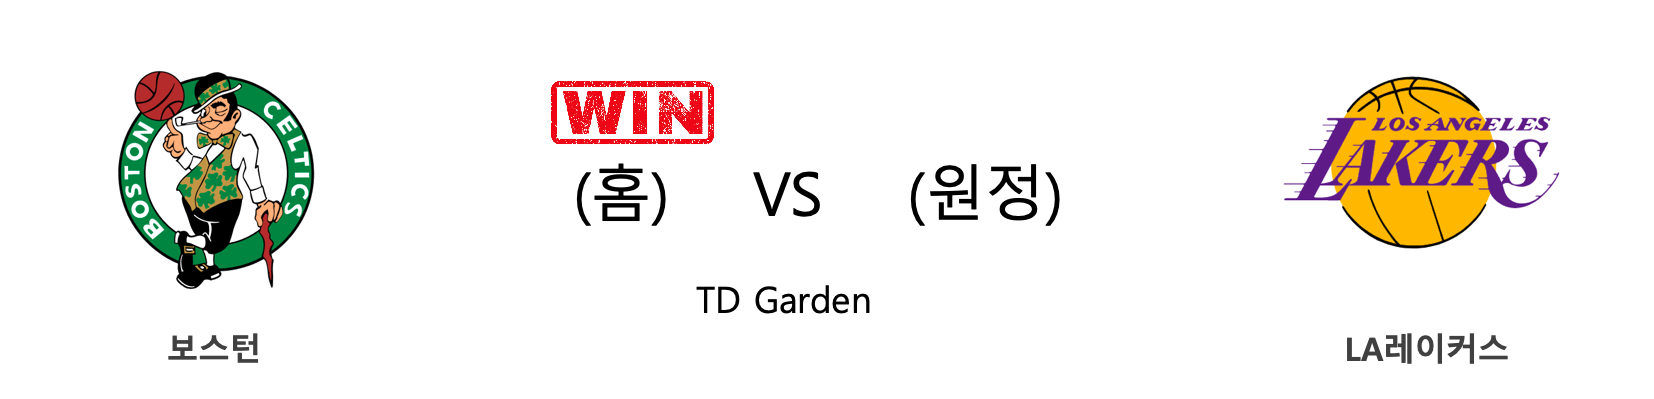 BOSTON CELTICS
WIN
(홈) VS (원정)
LOS ANGELES
LAKERS
TD Garden
보스턴
LA레이커스